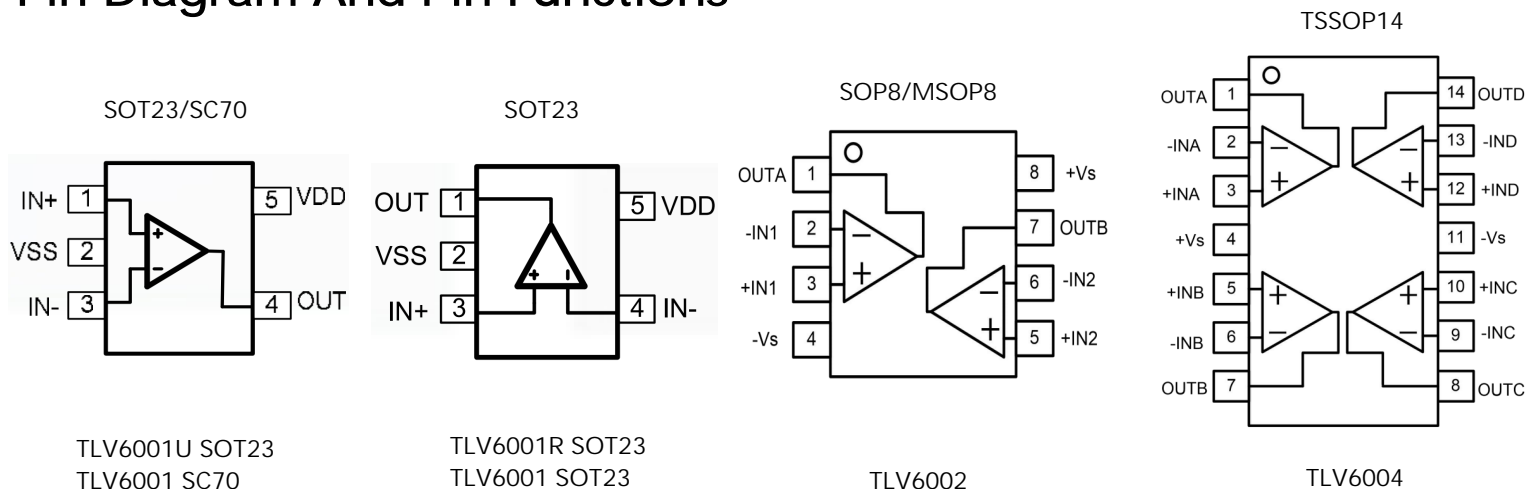 Pin Diagram And Pin Functions
SOT23/SC70
IN+ 1
VSS 2
IN- 3
5 VDD
4 OUT
+
−
TLV6001U SOT23
TLV6001 SC70
SOT23
OUT 1
VSS 2
IN+ 3
5 VDD
4 IN-
+ −
TLV6001R SOT23
TLV6001 SOT23
SOP8/MSOP8
OUTA 1
-IN1 2
+IN1 3
-Vs 4
8 +Vs
7 OUTB
6 -IN2
5 +IN2
−
+
−
+
TLV6002
TSSOP14
OUTA 1
-INA 2
+INA 3
+Vs 4
+INB 5
-INB 6
OUTB 7
14 OUTD
13 -IND
12 +IND
11 -Vs
10 +INC
9 -INC
8 OUTC
− −
+ +
+ +
− −
TLV6004